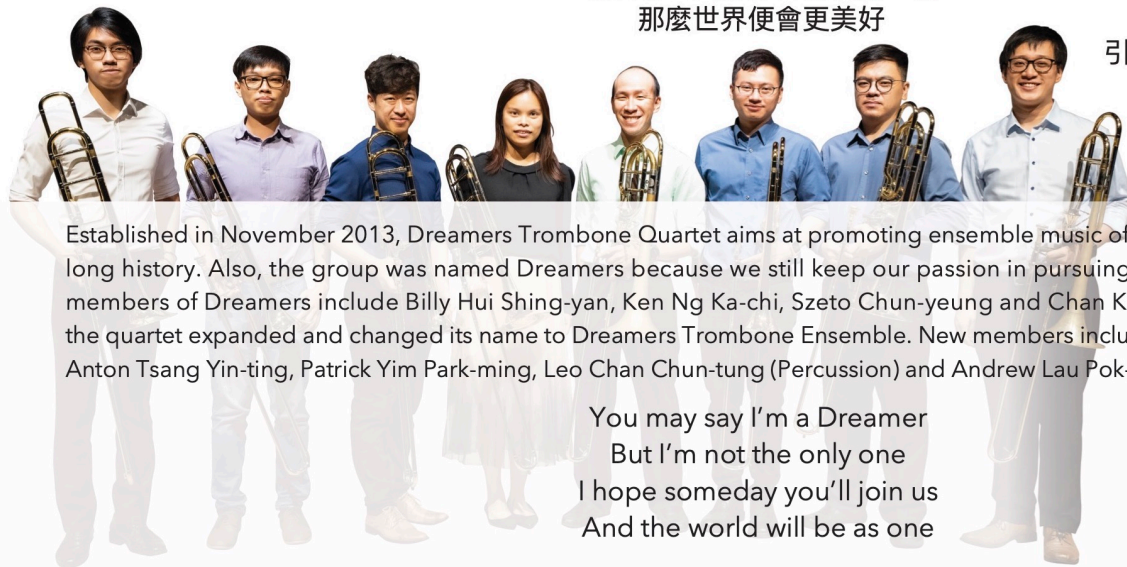 那麼世界便會更美好
引
Established in November 2013, Dreamers Trombone Quartet aims at promoting ensemble music of
long history. Also, the group was named Dreamers because we still keep our passion in pursuing
members of Dreamers include Billy Hui Shing-yan, Ken Ng Ka-chi, Szeto Chun-yeung and Chan K
the quartet expanded and changed its name to Dreamers Trombone Ensemble. New members inclu
Anton Tsang Yin-ting, Patrick Yim Park-ming, Leo Chan Chun-tung (Percussion) and Andrew Lau Pok-
You may say I’m a Dreamer
But I’m not the only one
I hope someday you’ll join us
And the world will be as one